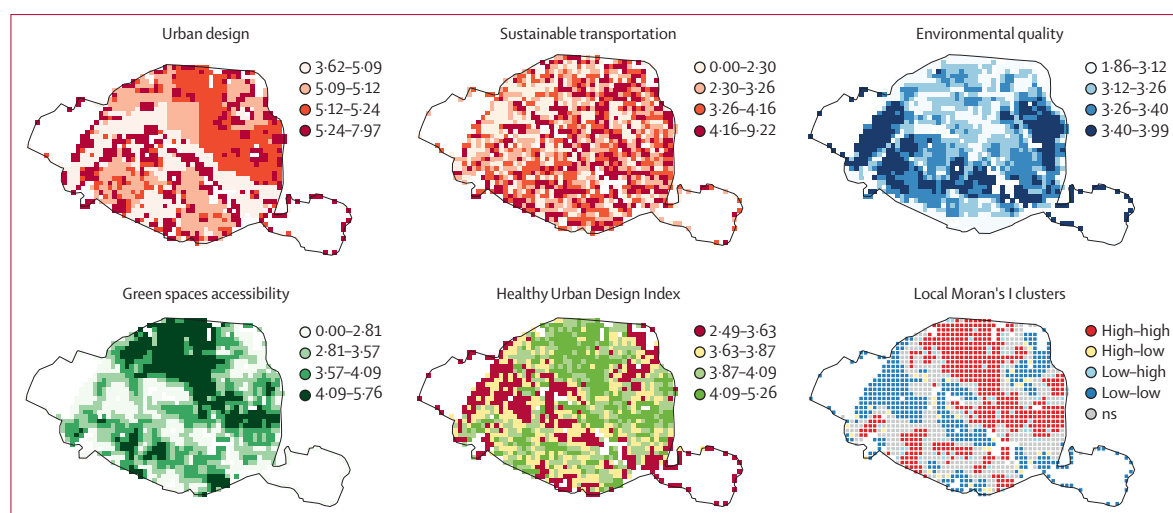 Urban design
3·62–5·09
5·09–5·12
5·12–5·24
5·24–7·97
Sustainable transportation
0·00–2·30
2·30–3·26
3·26–4·16
4·16–9·22
Environmental quality
1·86–3·12
3·12–3·26
3·26–3·40
3·40–3·99
Green spaces accessibility
0·00–2·81
2·81–3·57
3·57–4·09
4·09–5·76
Healthy Urban Design Index
2·49–3·63
3·63–3·87
3·87–4·09
4·09–5·26
Local Moran's I clusters
High–high
High–low
Low–high
Low–low
ns